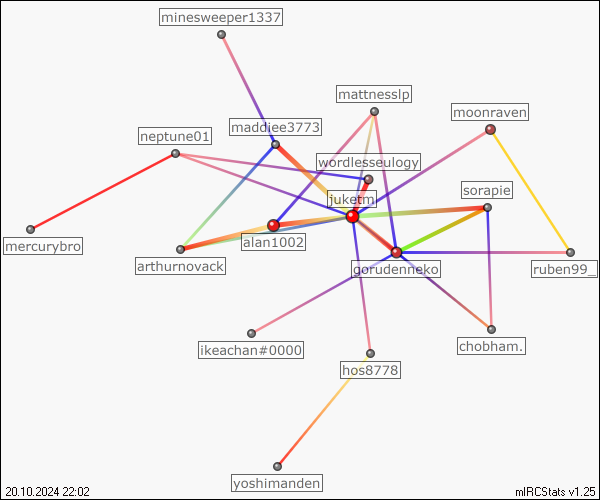 minesweeper1337
mattnesslp
moonraven
maddiee3773
neptune01
wordlesseulogy
sorapie
juketm
alan1002
mercurybro
arthurnovack
_gorudenneko
ruben99_
ikeachan#0000
chobham.
hos8778
yoshimanden
20.10.2024 22:02
mIRCStats v1.25